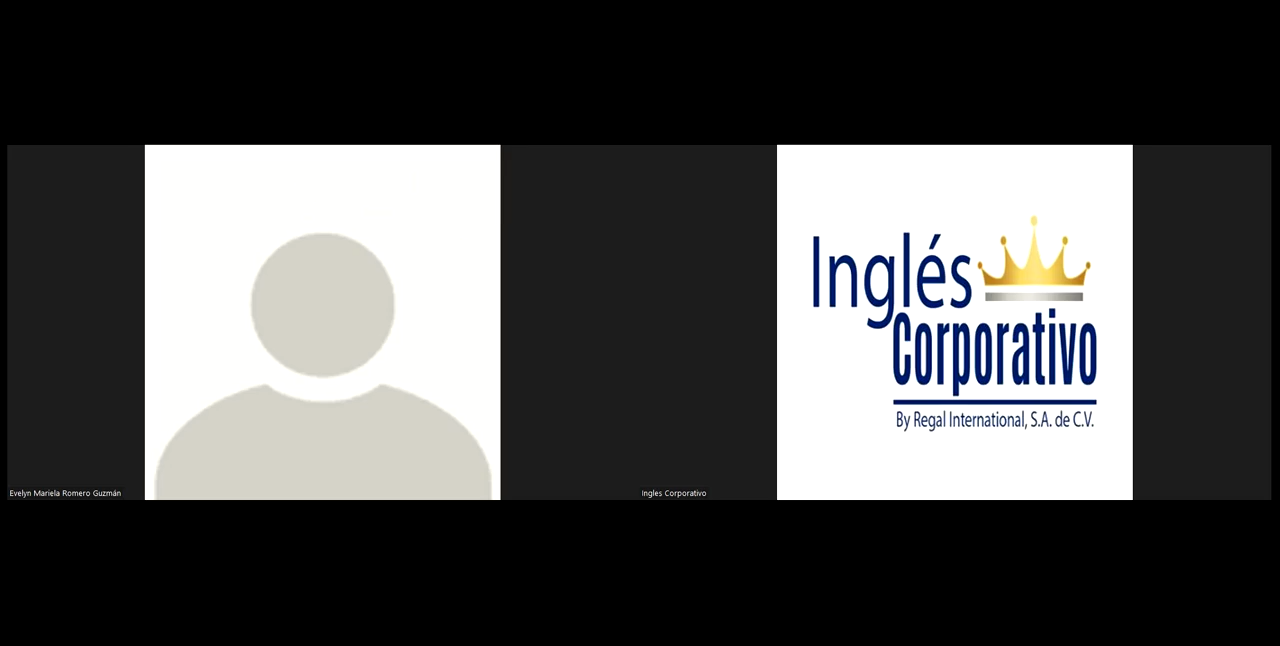 Inglés
Corporativo
By Regal International, S.A. de C.V.
Evelyn Mariela Romero Guzmán
Ingles Corporativo